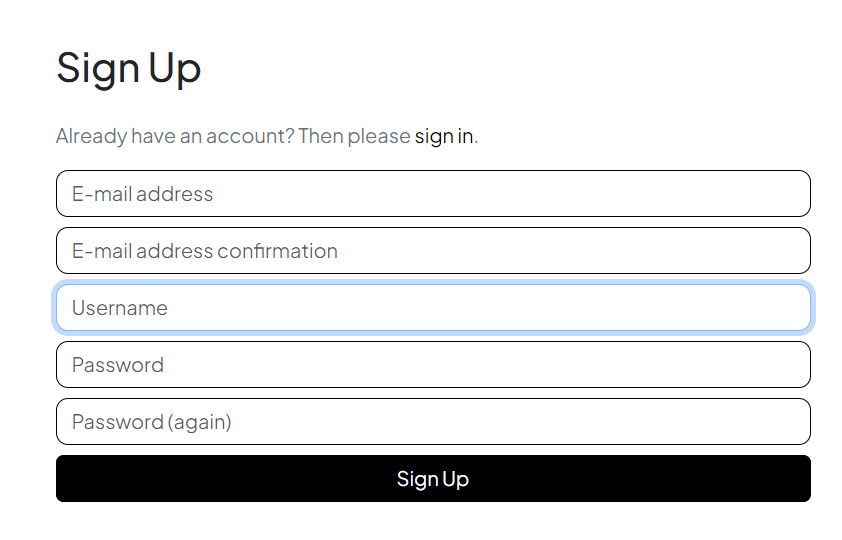 Sign Up
Already have an account? Then please sign in.
E-mail address
E-mail address confirmation
Username
Password
Password (again)
Sign Up